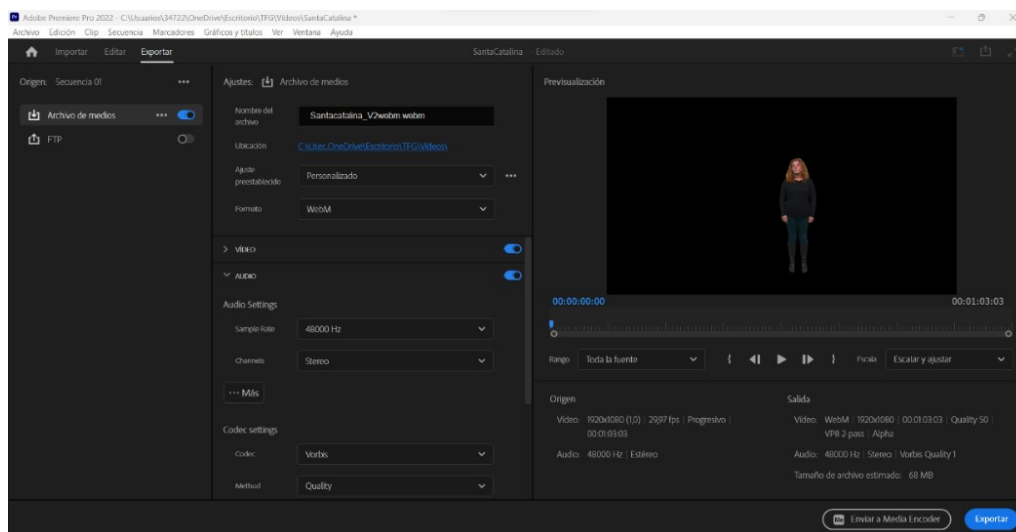 Adobe Premiere Pro 2022 - C:\Usuarios\34722\OneDrive\Escritorio\TFG\Videos\SantaCatalina *
Archivo Edición Clip Secuencia Marcadores Gráficos y títulos Ver Ventana Ayuda
Importar Editar Exportar
SantaCatalina - Editado
Origen: Secuencia 01
Archivo de medios
FTP
Ajustes: Archivo de medios
Nombre del archivo
Santacatalina_V2webm.webm
Ubicación
C:\User..OneDrive\Escritorio\TFG\Videos\
Ajuste preestablecido
Personalizado
Formato
WebM
VÍDEO
AUDIO
Audio Settings
Sample Rate
48000 Hz
Channels
Stereo
Más
Codec settings
Codec
Vorbis
Method
Quality
Previsualización
00:00:00:00
00:01:03:03
Rango
Toda la fuente
Escala
Escalar y ajustar
Origen
Vídeo: 1920x1080 (1,0) | 29,97 fps | Progresivo |
00:01:03:03
Audio: 48000 Hz | Estéreo
Salida
Vídeo: WebM | 1920x1080 | 00:01:03:03 | Quality 50 |
VP8 2-pass | Alpha
Audio: 48000 Hz | Stereo | Vorbis Quality 1
Tamaño de archivo estimado: 68 MB
Enviar a Media Encoder
Exportar